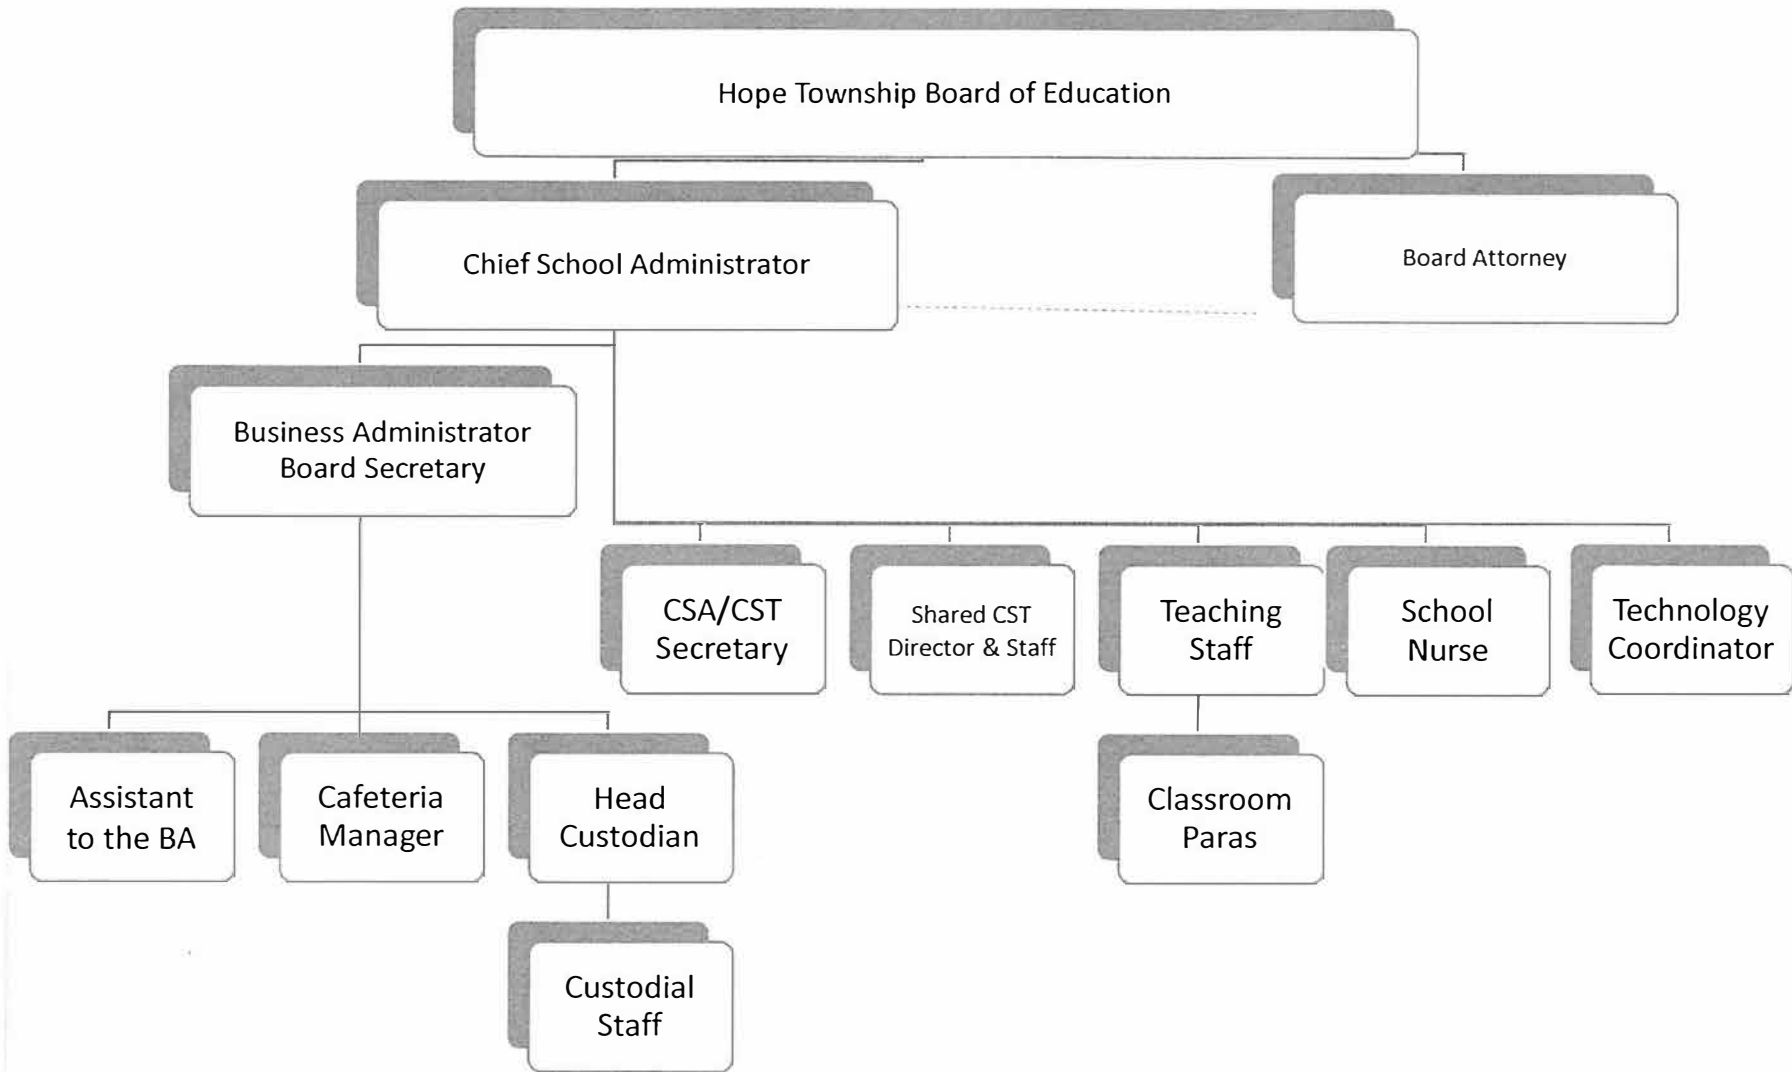 Hope Township Board of Education
Chief School Administrator
Board Attorney
Business Administrator
Board Secretary
CSA/CST
Secretary
Shared CST
Director & Staff
Teaching
Staff
School
Nurse
Technology
Coordinator
Assistant
to the BA
Cafeteria
Manager
Head
Custodian
Classroom
Paras
Custodial
Staff